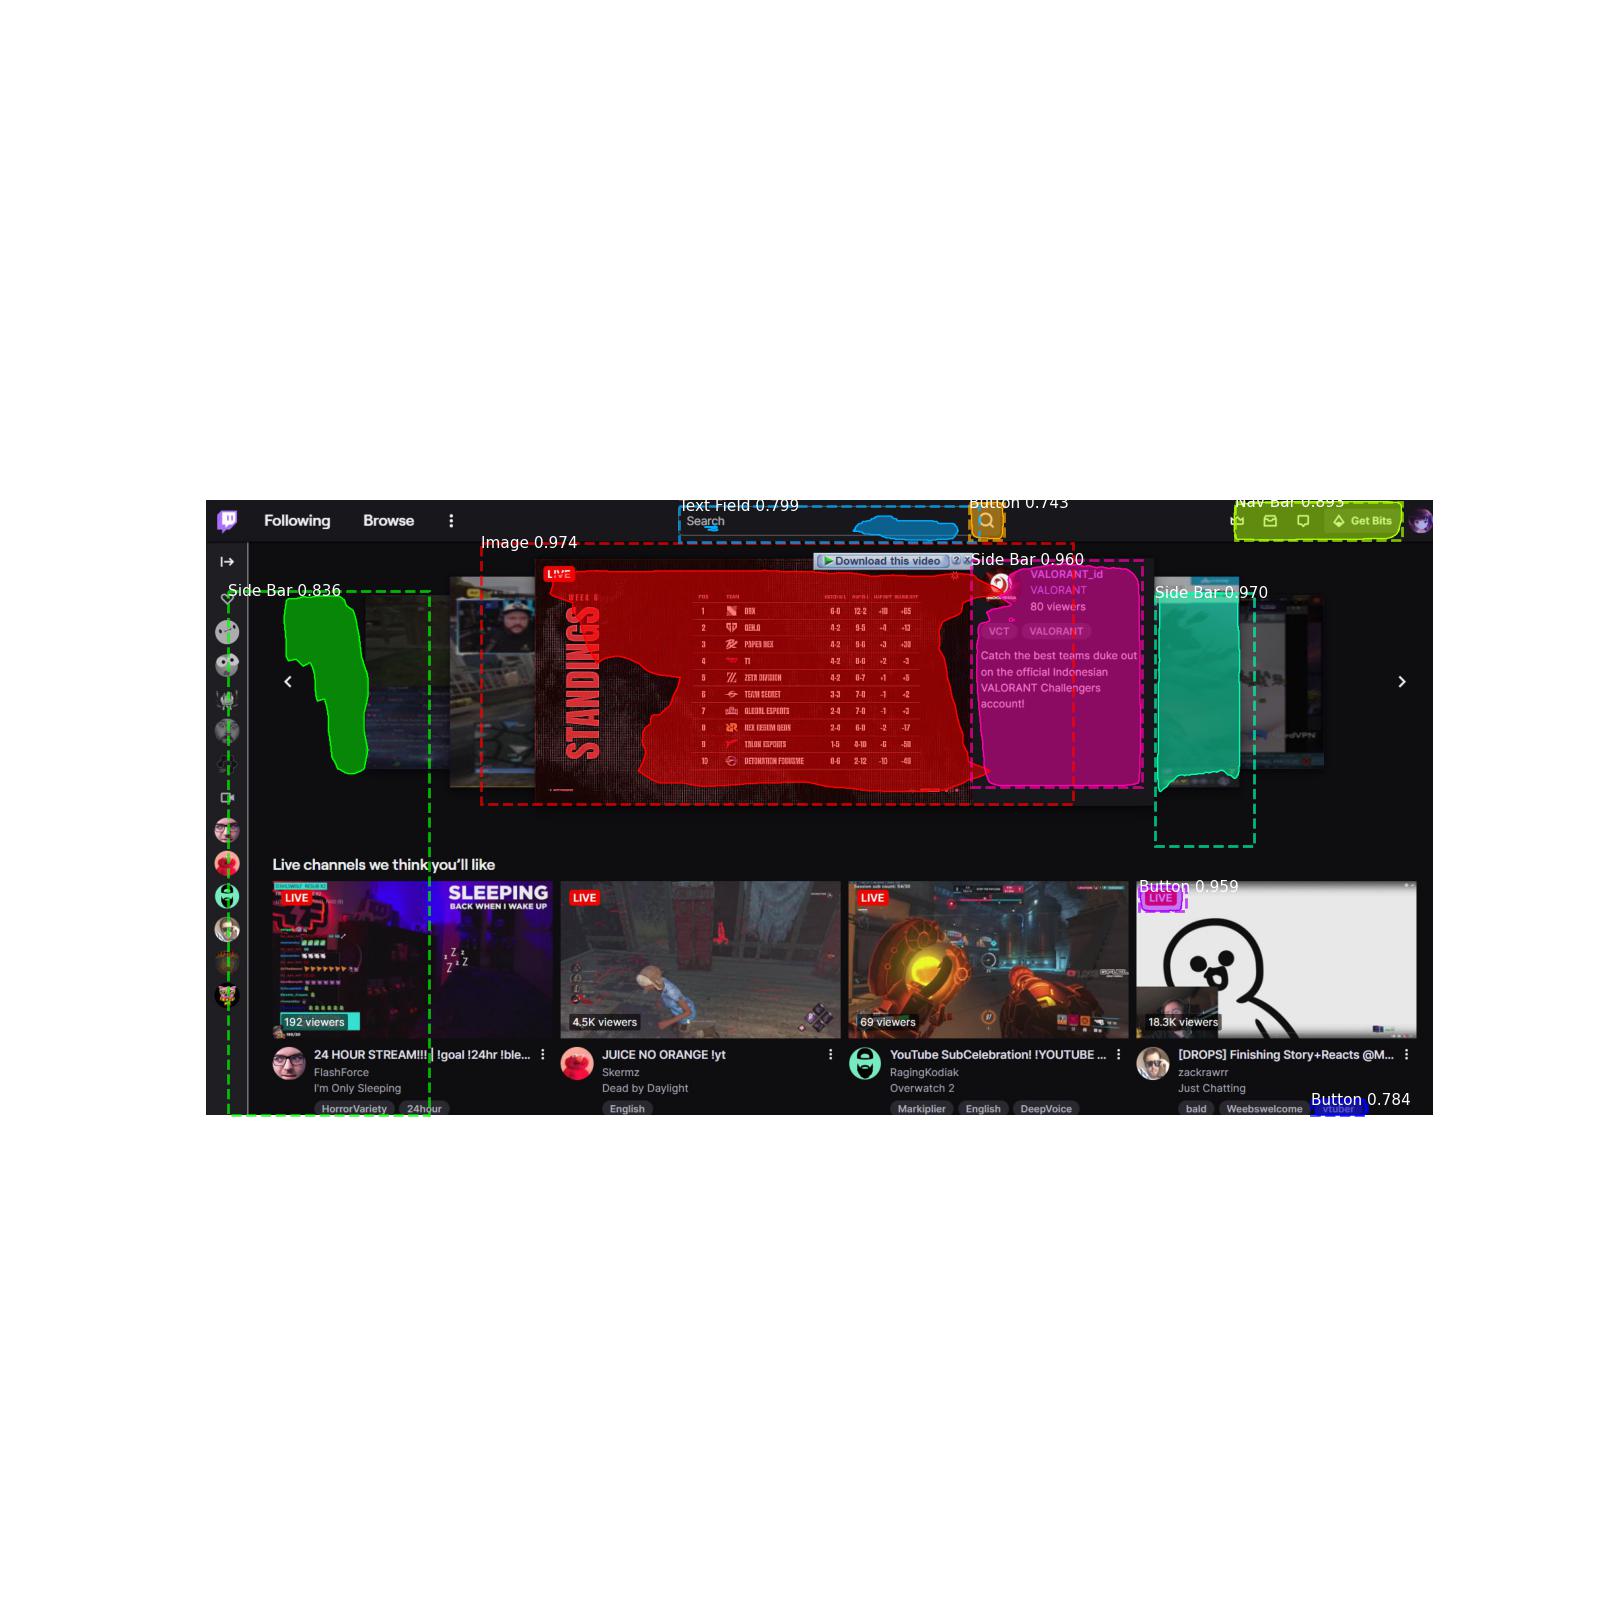 Text Field 0.799
Button 0.743
Nav Bar 0.893
Following
Browse
Search
Get Bits
Image 0.974
Download this video
Side Bar 0.960
Side Bar 0.836
Side Bar 0.970
LIVE
WEEK 6
STANDINGS
POS TEAM
1 DRX 6-0 12-2 +10 +65
2 GEN.G 4-2 9-5 +4 +13
3 PAPER REX 4-2 9-6 +3 +30
4 T1 4-2 8-6 +2 -3
5 ZETA DIVISION 4-2 8-7 +1 +5
6 TEAM SECRET 3-3 7-8 -1 +2
7 GLOBAL ESPORTS 2-4 7-8 -1 +3
8 REX REGUM QEON 2-4 6-8 -2 -17
9 TALON ESPORTS 1-5 4-10 -6 -50
10 DETONATION FOCUSME 0-6 2-12 -10 -48
VALORANT_id
VALORANT
80 viewers
VCT VALORANT
Catch the best teams duke out
on the official Indonesian
VALORANT Challengers
account!
Live channels we think you'll like
LIVE
SLEEPING
BACK WHEN I WAKE UP
Z Z
Z Z
192 viewers
24 HOUR STREAM!!! | !goal !24hr !ble...
FlashForce
I'm Only Sleeping
HorrorVariety 24hour
LIVE
4.5K viewers
JUICE NO ORANGE !yt
Skermz
Dead by Daylight
English
LIVE
69 viewers
YouTube SubCelebration! !YOUTUBE ...
RagingKodiak
Overwatch 2
Markiplier English DeepVoice
Button 0.959
LIVE
18.3K viewers
[DROPS] Finishing Story+Reacts @M...
zackrawrr
Just Chatting
Button 0.784
bald Weebswelcome vtuber